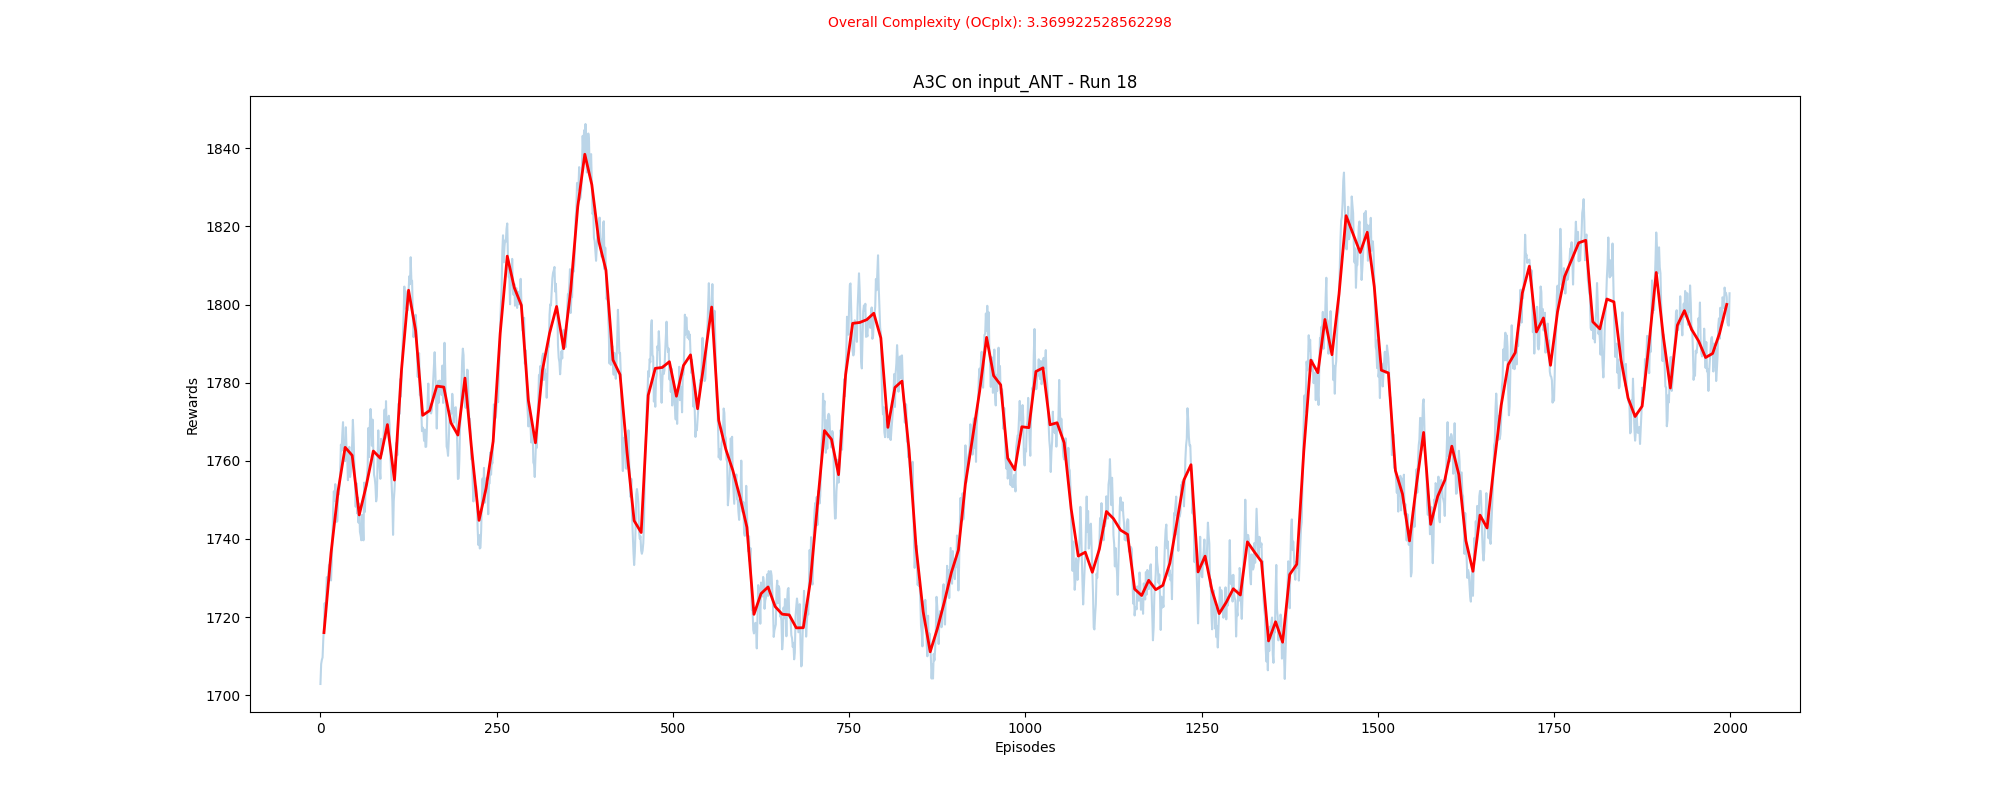 Overall Complexity (OCplx): 3.369922528562298
A3C on input_ANT - Run 18
Rewards
1840
1820
1800
1780
1760
1740
1720
1700
0 250 500 750 1000 1250 1500 1750 2000
Episodes